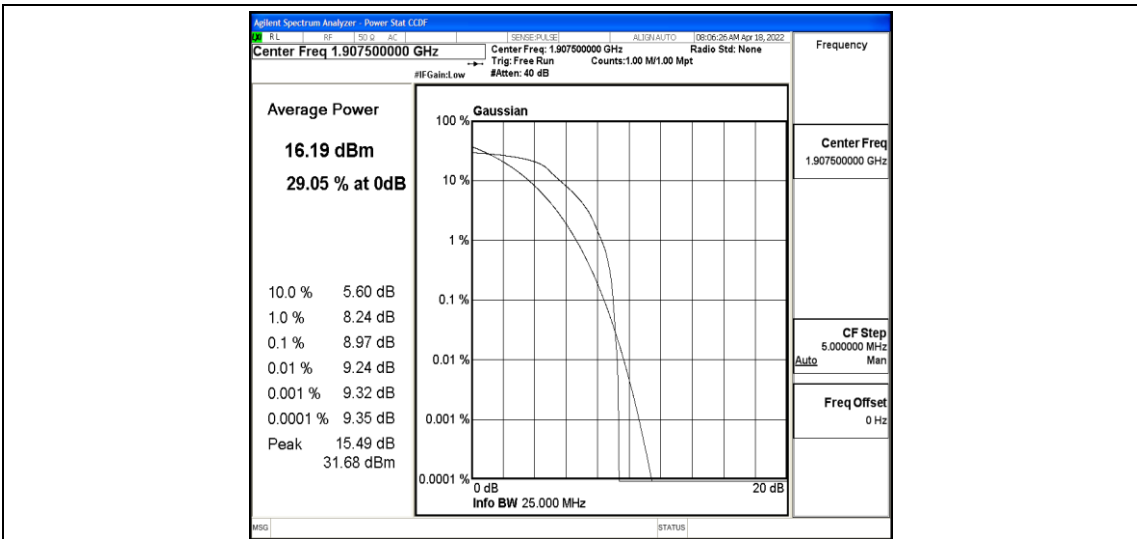 Agilent Spectrum Analyzer - Power Stat CCDF
RL RF 50 Ω AC SENSE:PULSE ALIGN AUTO 08:06:26 AM Apr 18, 2022
Center Freq 1.907500000 GHz
Center Freq: 1.907500000 GHz Radio Std: None
Trig: Free Run Counts:1.00 M/1.00 Mpt
#IFGain:Low #Atten: 40 dB
Frequency
Average Power
16.19 dBm
29.05 % at 0dB
10.0 % 5.60 dB
1.0 % 8.24 dB
0.1 % 8.97 dB
0.01 % 9.24 dB
0.001 % 9.32 dB
0.0001 % 9.35 dB
Peak 15.49 dB
31.68 dBm
Gaussian
100 %
10 %
1 %
0.1 %
0.01 %
0.001 %
0.0001 %
0 dB 20 dB
Info BW 25.000 MHz
Center Freq
1.907500000 GHz
CF Step
5.000000 MHz
Auto Man
Freq Offset
0 Hz
MSG STATUS